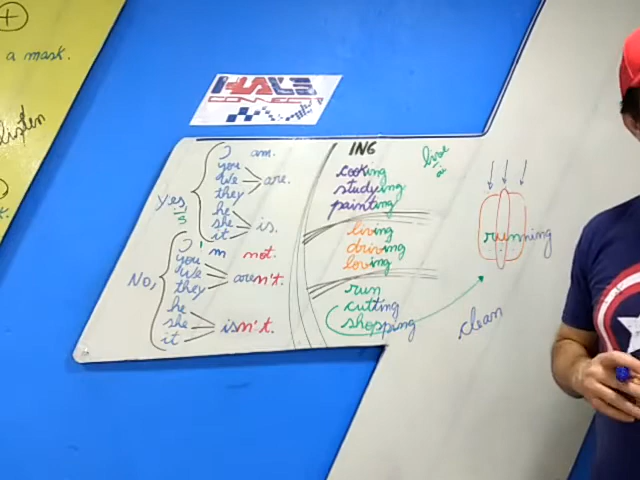 a mask.
listen
HALE
CONNECT
Yes,
I am.
you
we
they
are.
he
she
it
is.
No,
I 'm not.
you
we
they
aren't.
he
she
it
isn't.
ING
cooking
studying
painting
living
driving
loving
run
cutting
shopping
live
running
clean